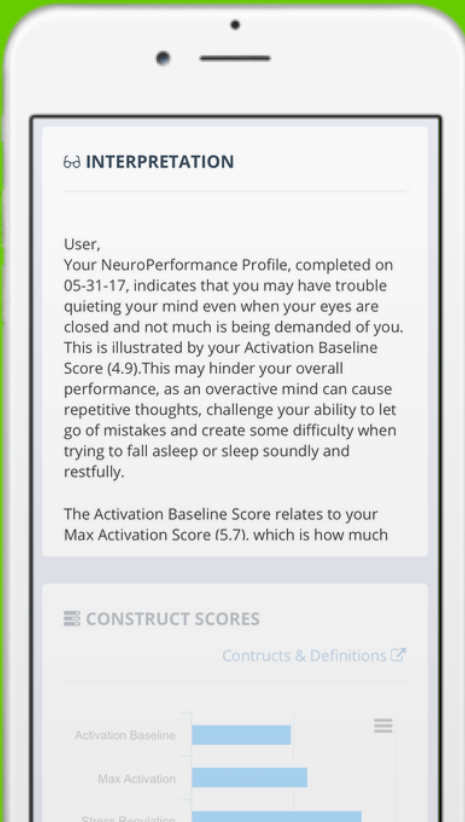 INTERPRETATION
User,
Your NeuroPerformance Profile, completed on
05-31-17, indicates that you may have trouble
quieting your mind even when your eyes are
closed and not much is being demanded of you.
This is illustrated by your Activation Baseline
Score (4.9).This may hinder your overall
performance, as an overactive mind can cause
repetitive thoughts, challenge your ability to let
go of mistakes and create some difficulty when
trying to fall asleep or sleep soundly and
restfully.
The Activation Baseline Score relates to your
Max Activation Score (5.7), which is how much
CONSTRUCT SCORES
Contructs & Definitions
Activation Baseline
Max Activation
Stress Regulation